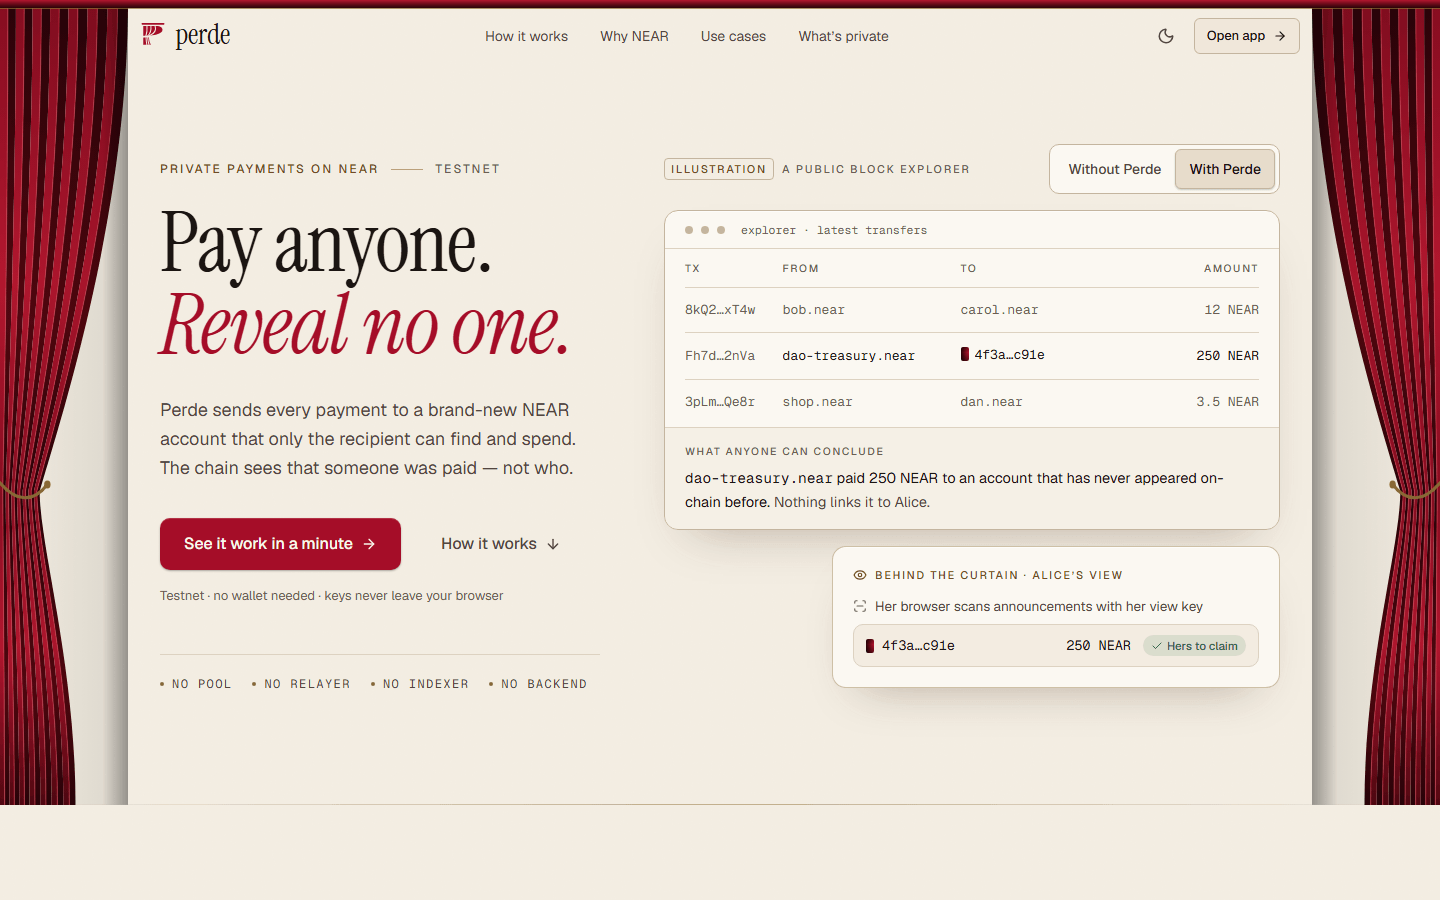 perde
How it works
Why NEAR
Use cases
What's private
Open app
PRIVATE PAYMENTS ON NEAR
TESTNET
Pay anyone.
Reveal no one.
Perde sends every payment to a brand-new NEAR
account that only the recipient can find and spend.
The chain sees that someone was paid — not who.
See it work in a minute
How it works
Testnet · no wallet needed · keys never leave your browser
• NO POOL • NO RELAYER • NO INDEXER • NO BACKEND
ILLUSTRATION A PUBLIC BLOCK EXPLORER
Without Perde
With Perde
explorer · latest transfers
TX FROM TO AMOUNT
8kQ2…xT4w bob.near carol.near 12 NEAR
Fh7d…2nVa dao-treasury.near 4f3a…c91e 250 NEAR
3pLm…Qe8r shop.near dan.near 3.5 NEAR
WHAT ANYONE CAN CONCLUDE
dao-treasury.near paid 250 NEAR to an account that has never appeared on-
chain before. Nothing links it to Alice.
BEHIND THE CURTAIN · ALICE'S VIEW
Her browser scans announcements with her view key
4f3a…c91e 250 NEAR Hers to claim